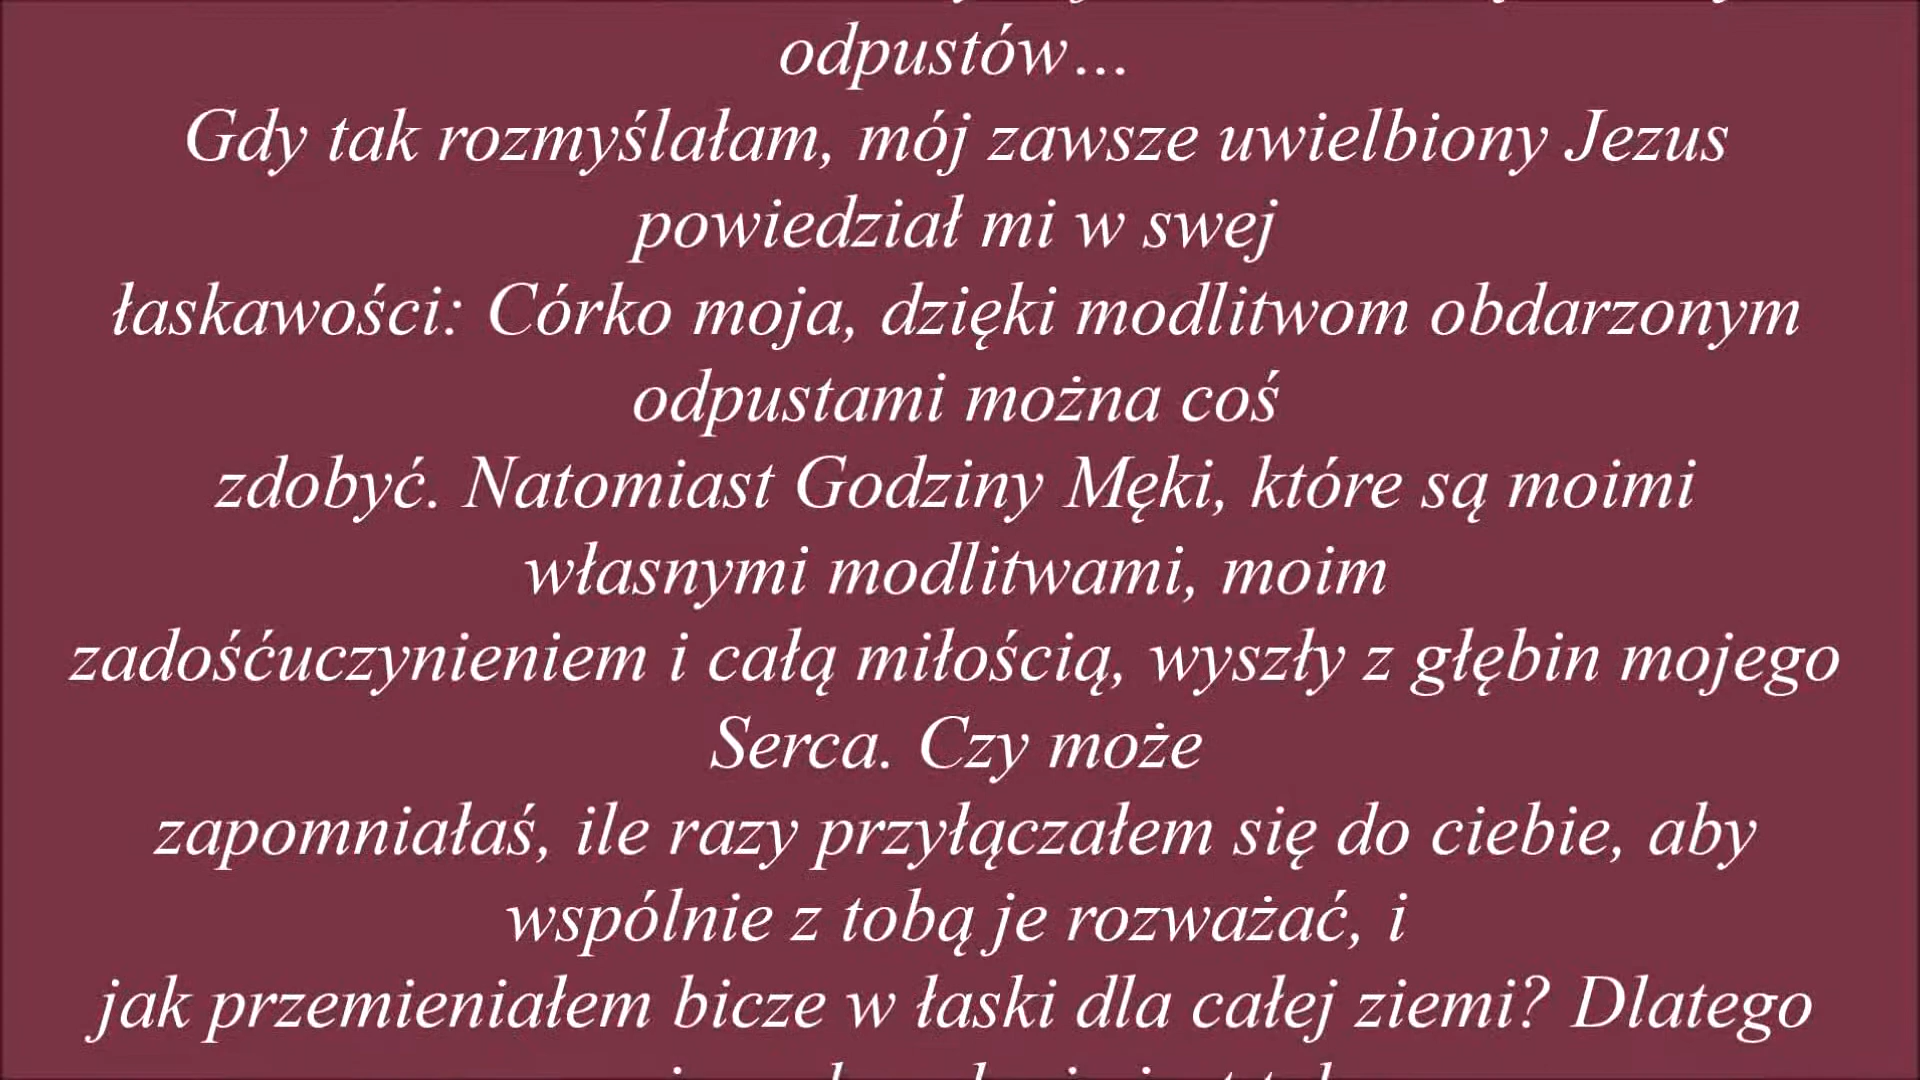 odpustów…
Gdy tak rozmyślałam, mój zawsze uwielbiony Jezus
powiedział mi w swej
łaskawości: Córko moja, dzięki modlitwom obdarzonym
odpustami można coś
zdobyć. Natomiast Godziny Męki, które są moimi
własnymi modlitwami, moim
zadośćuczynieniem i całą miłością, wyszły z głębin mojego
Serca. Czy może
zapomniałaś, ile razy przyłączałem się do ciebie, aby
wspólnie z tobą je rozważać, i
jak przemieniałem bicze w łaski dla całej ziemi? Dlatego